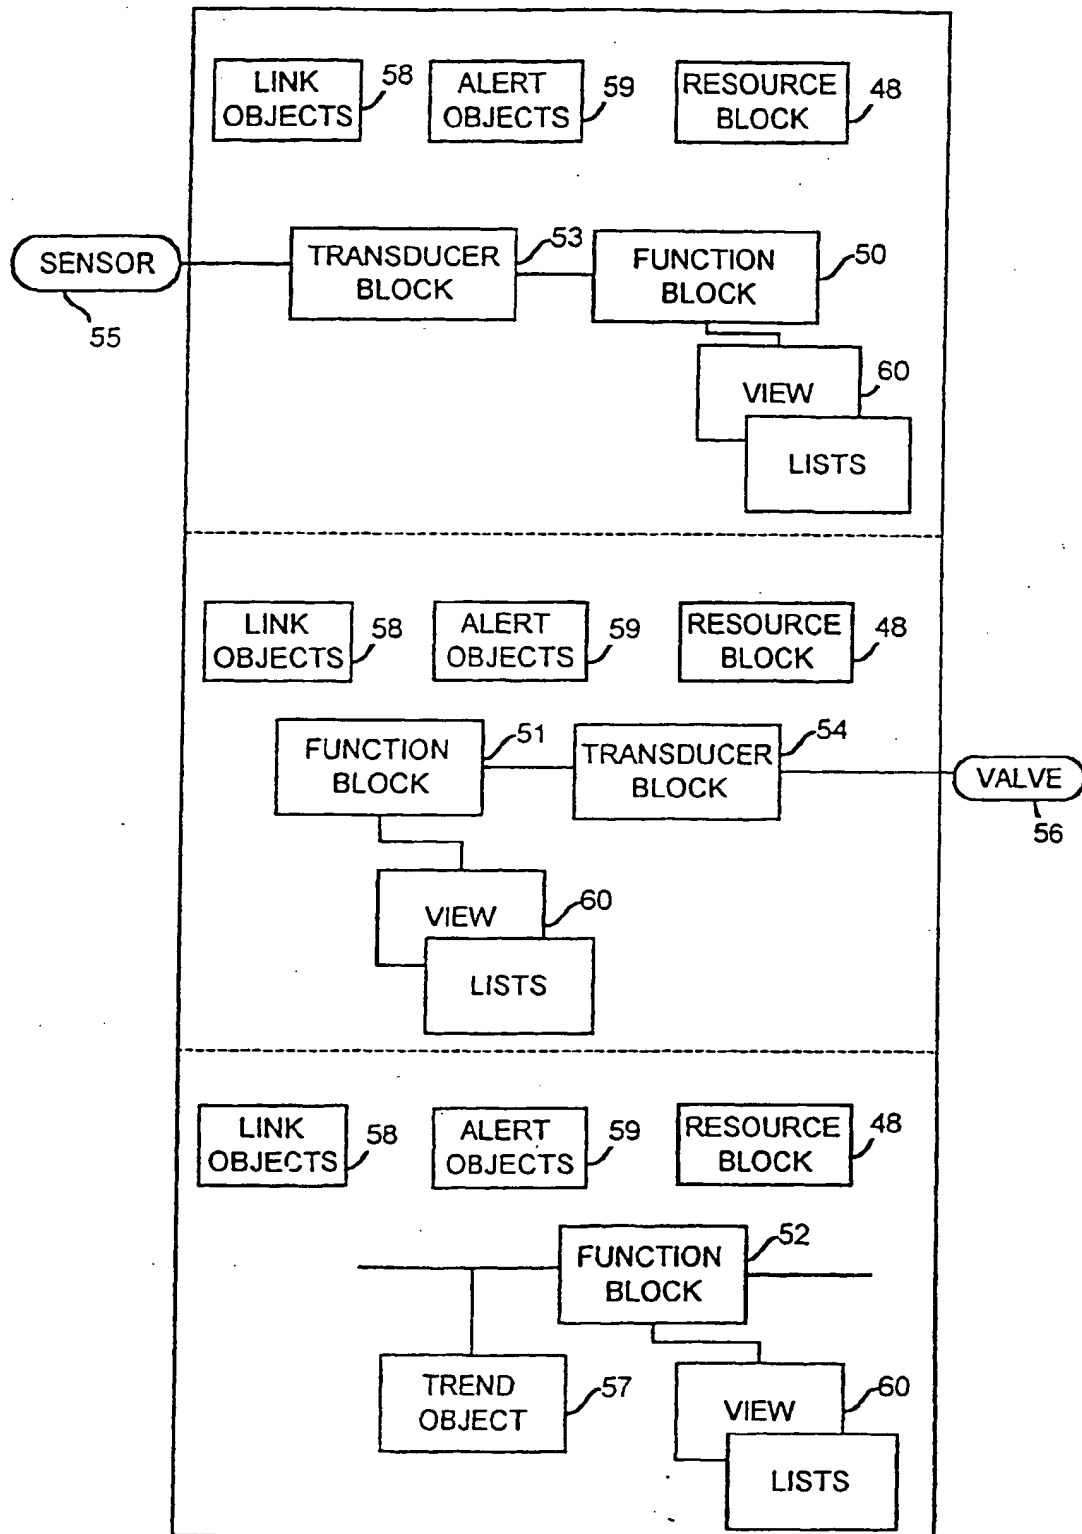 LINK
OBJECTS
58
ALERT
OBJECTS
59
RESOURCE
BLOCK
48
SENSOR
55
TRANSDUCER
BLOCK
53
FUNCTION
BLOCK
50
VIEW
60
LISTS
LINK
OBJECTS
58
ALERT
OBJECTS
59
RESOURCE
BLOCK
48
FUNCTION
BLOCK
51
TRANSDUCER
BLOCK
54
VALVE
56
VIEW
60
LISTS
LINK
OBJECTS
58
ALERT
OBJECTS
59
RESOURCE
BLOCK
48
FUNCTION
BLOCK
52
TREND
OBJECT
57
VIEW
60
LISTS